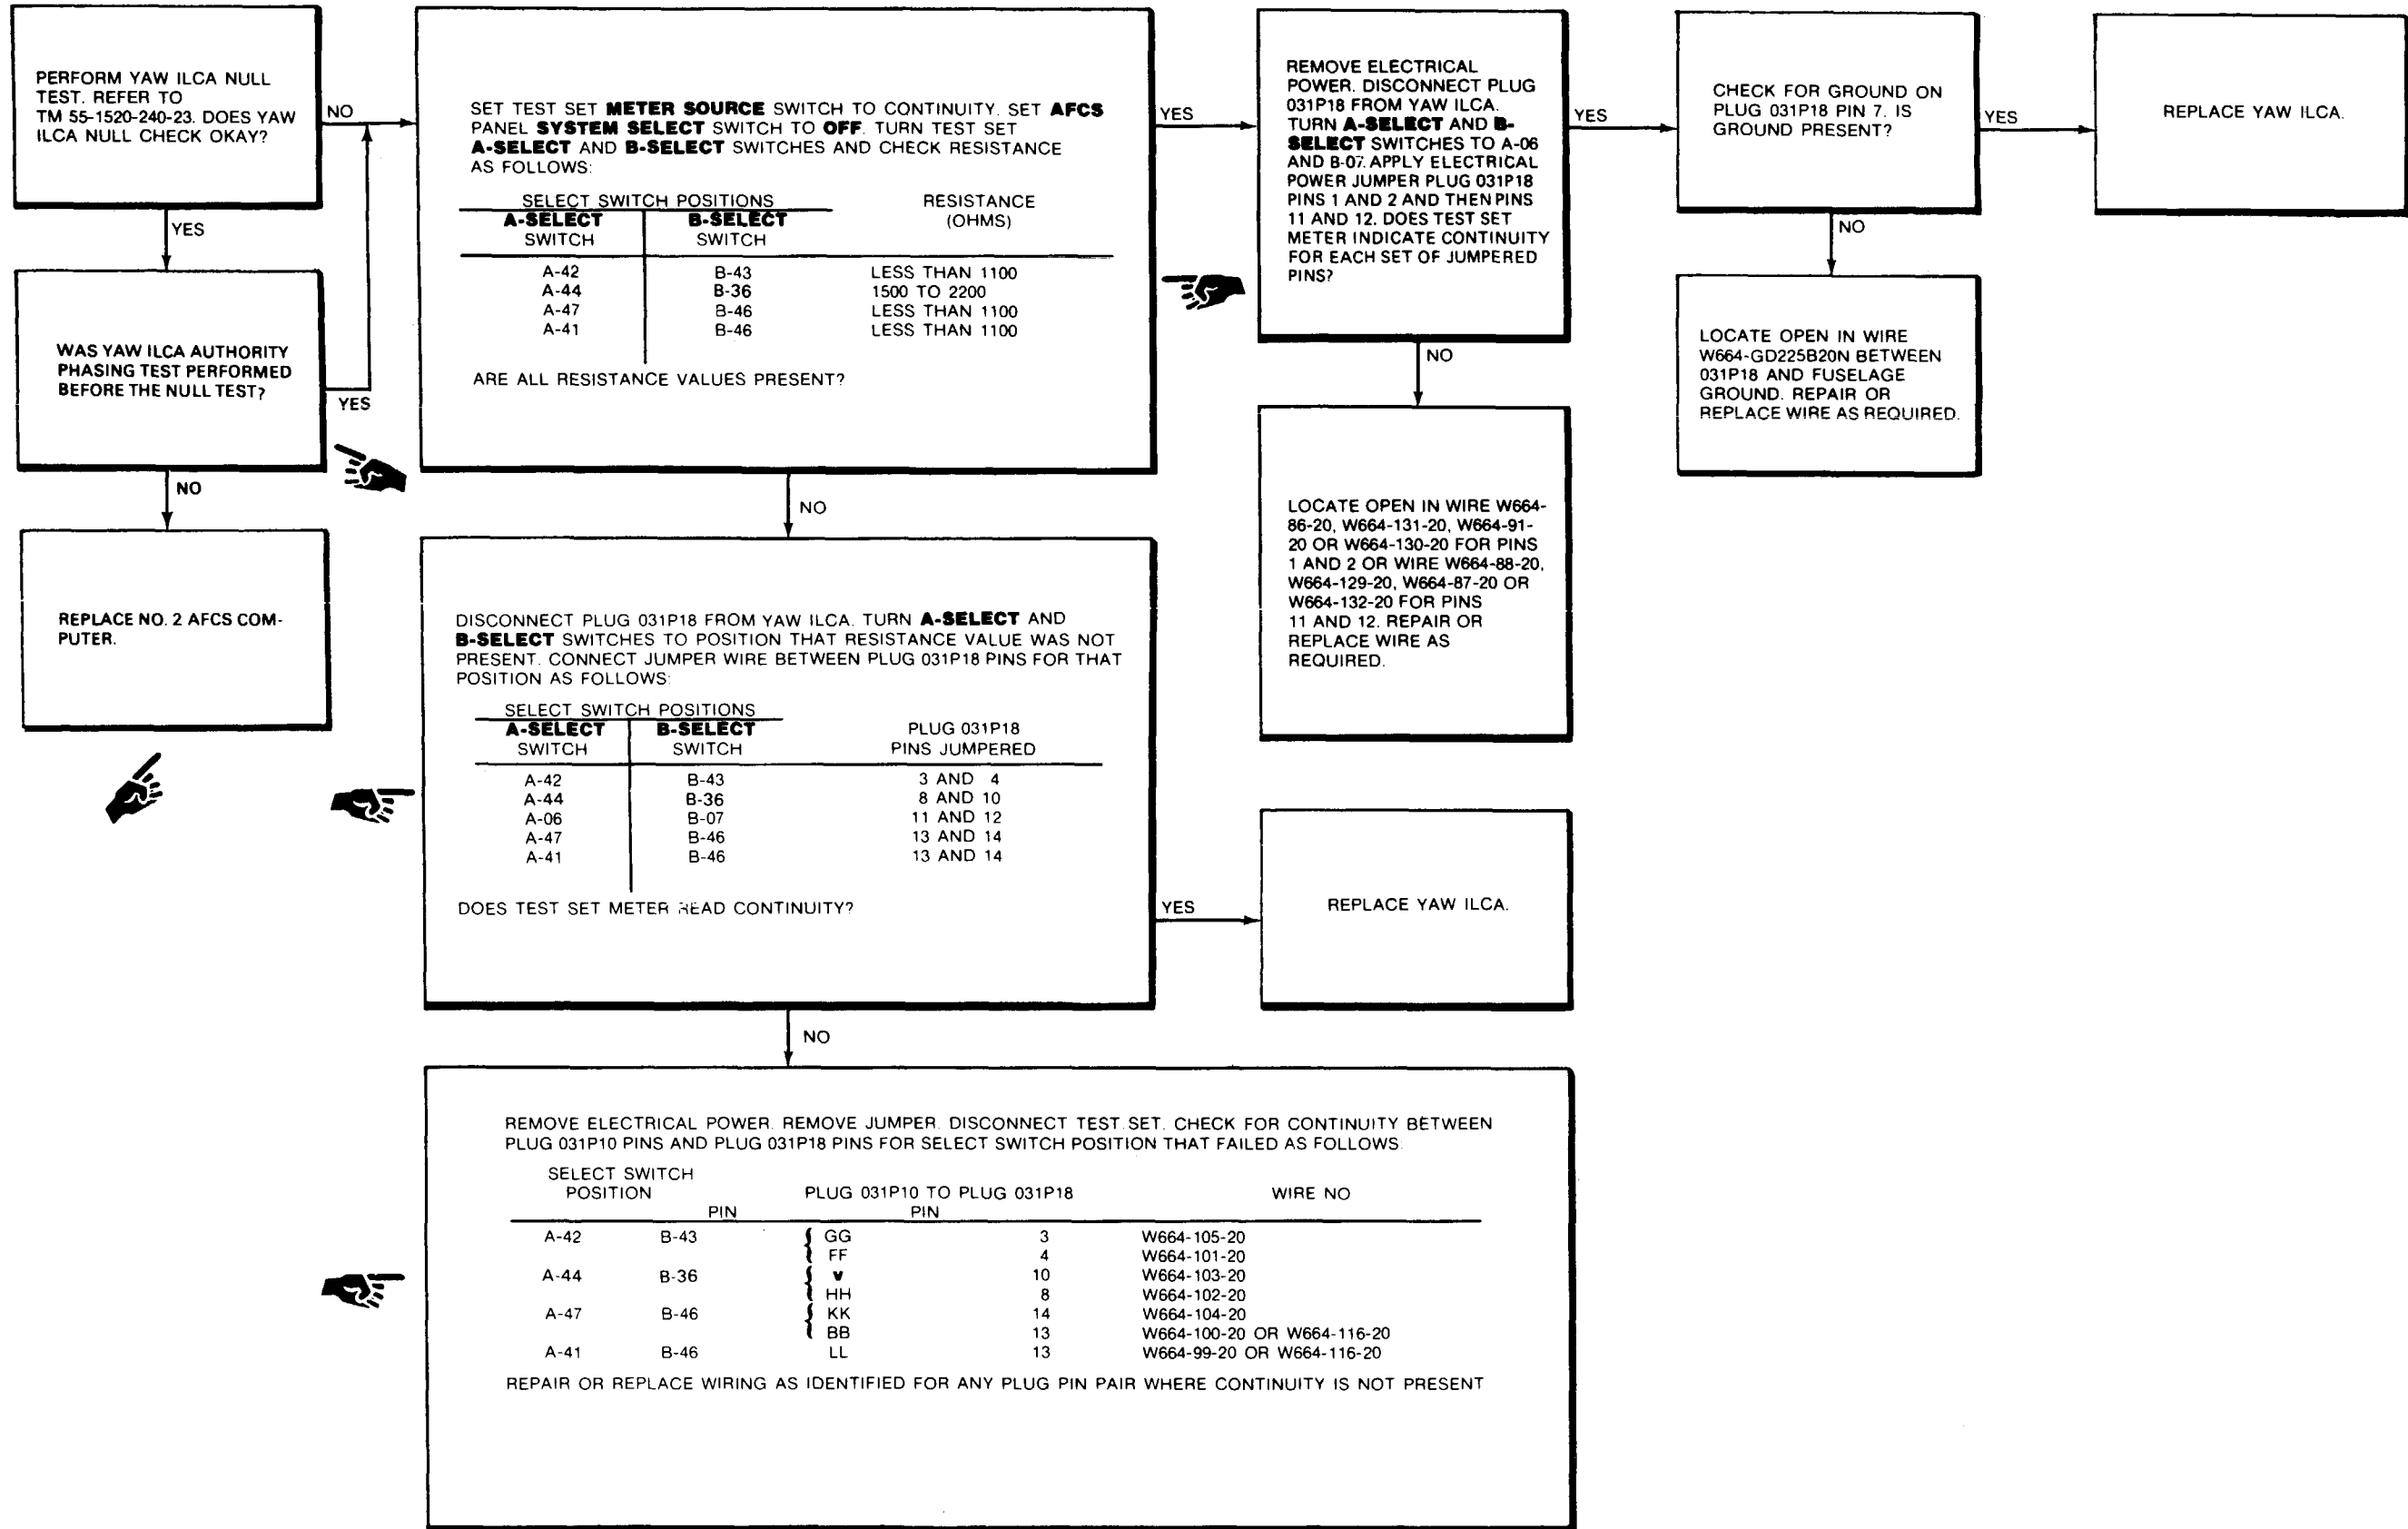 PERFORM YAW ILCA NULL
TEST. REFER TO
TM 55-1520-240-23. DOES YAW
ILCA NULL CHECK OKAY?
NO
YES
WAS YAW ILCA AUTHORITY
PHASING TEST PERFORMED
BEFORE THE NULL TEST?
YES
NO
REPLACE NO. 2 AFCS COM-
PUTER.
SET TEST SET METER SOURCE SWITCH TO CONTINUITY. SET AFCS
PANEL SYSTEM SELECT SWITCH TO OFF. TURN TEST SET
A-SELECT AND B-SELECT SWITCHES AND CHECK RESISTANCE
AS FOLLOWS:
SELECT SWITCH POSITIONS RESISTANCE
A-SELECT B-SELECT (OHMS)
SWITCH SWITCH
A-42 B-43 LESS THAN 1100
A-44 B-36 1500 TO 2200
A-47 B-46 LESS THAN 1100
A-41 B-46 LESS THAN 1100
ARE ALL RESISTANCE VALUES PRESENT?
YES
NO
DISCONNECT PLUG 031P18 FROM YAW ILCA. TURN A-SELECT AND
B-SELECT SWITCHES TO POSITION THAT RESISTANCE VALUE WAS NOT
PRESENT. CONNECT JUMPER WIRE BETWEEN PLUG 031P18 PINS FOR THAT
POSITION AS FOLLOWS:
SELECT SWITCH POSITIONS
A-SELECT B-SELECT PLUG 031P18
SWITCH SWITCH PINS JUMPERED
A-42 B-43 3 AND 4
A-44 B-36 8 AND 10
A-06 B-07 11 AND 12
A-47 B-46 13 AND 14
A-41 B-46 13 AND 14
DOES TEST SET METER READ CONTINUITY?
YES
REPLACE YAW ILCA.
NO
REMOVE ELECTRICAL POWER. REMOVE JUMPER. DISCONNECT TEST SET. CHECK FOR CONTINUITY BETWEEN
PLUG 031P10 PINS AND PLUG 031P18 PINS FOR SELECT SWITCH POSITION THAT FAILED AS FOLLOWS:
SELECT SWITCH
POSITION PLUG 031P10 TO PLUG 031P18 WIRE NO
PIN PIN
A-42 B-43 { GG 3 W664-105-20
FF 4 W664-101-20
A-44 B-36 { v 10 W664-103-20
HH 8 W664-102-20
A-47 B-46 { KK 14 W664-104-20
BB 13 W664-100-20 OR W664-116-20
A-41 B-46 LL 13 W664-99-20 OR W664-116-20
REPAIR OR REPLACE WIRING AS IDENTIFIED FOR ANY PLUG PIN PAIR WHERE CONTINUITY IS NOT PRESENT
REMOVE ELECTRICAL
POWER. DISCONNECT PLUG
031P18 FROM YAW ILCA.
TURN A-SELECT AND B-
SELECT SWITCHES TO A-06
AND B-07. APPLY ELECTRICAL
POWER JUMPER PLUG 031P18
PINS 1 AND 2 AND THEN PINS
11 AND 12. DOES TEST SET
METER INDICATE CONTINUITY
FOR EACH SET OF JUMPERED
PINS?
YES
NO
LOCATE OPEN IN WIRE W664-
86-20, W664-131-20, W664-91-
20 OR W664-130-20 FOR PINS
1 AND 2 OR WIRE W664-88-20,
W664-129-20, W664-87-20 OR
W664-132-20 FOR PINS
11 AND 12. REPAIR OR
REPLACE WIRE AS
REQUIRED.
CHECK FOR GROUND ON
PLUG 031P18 PIN 7. IS
GROUND PRESENT?
YES
NO
LOCATE OPEN IN WIRE
W664-GD225B20N BETWEEN
031P18 AND FUSELAGE
GROUND. REPAIR OR
REPLACE WIRE AS REQUIRED.
REPLACE YAW ILCA.